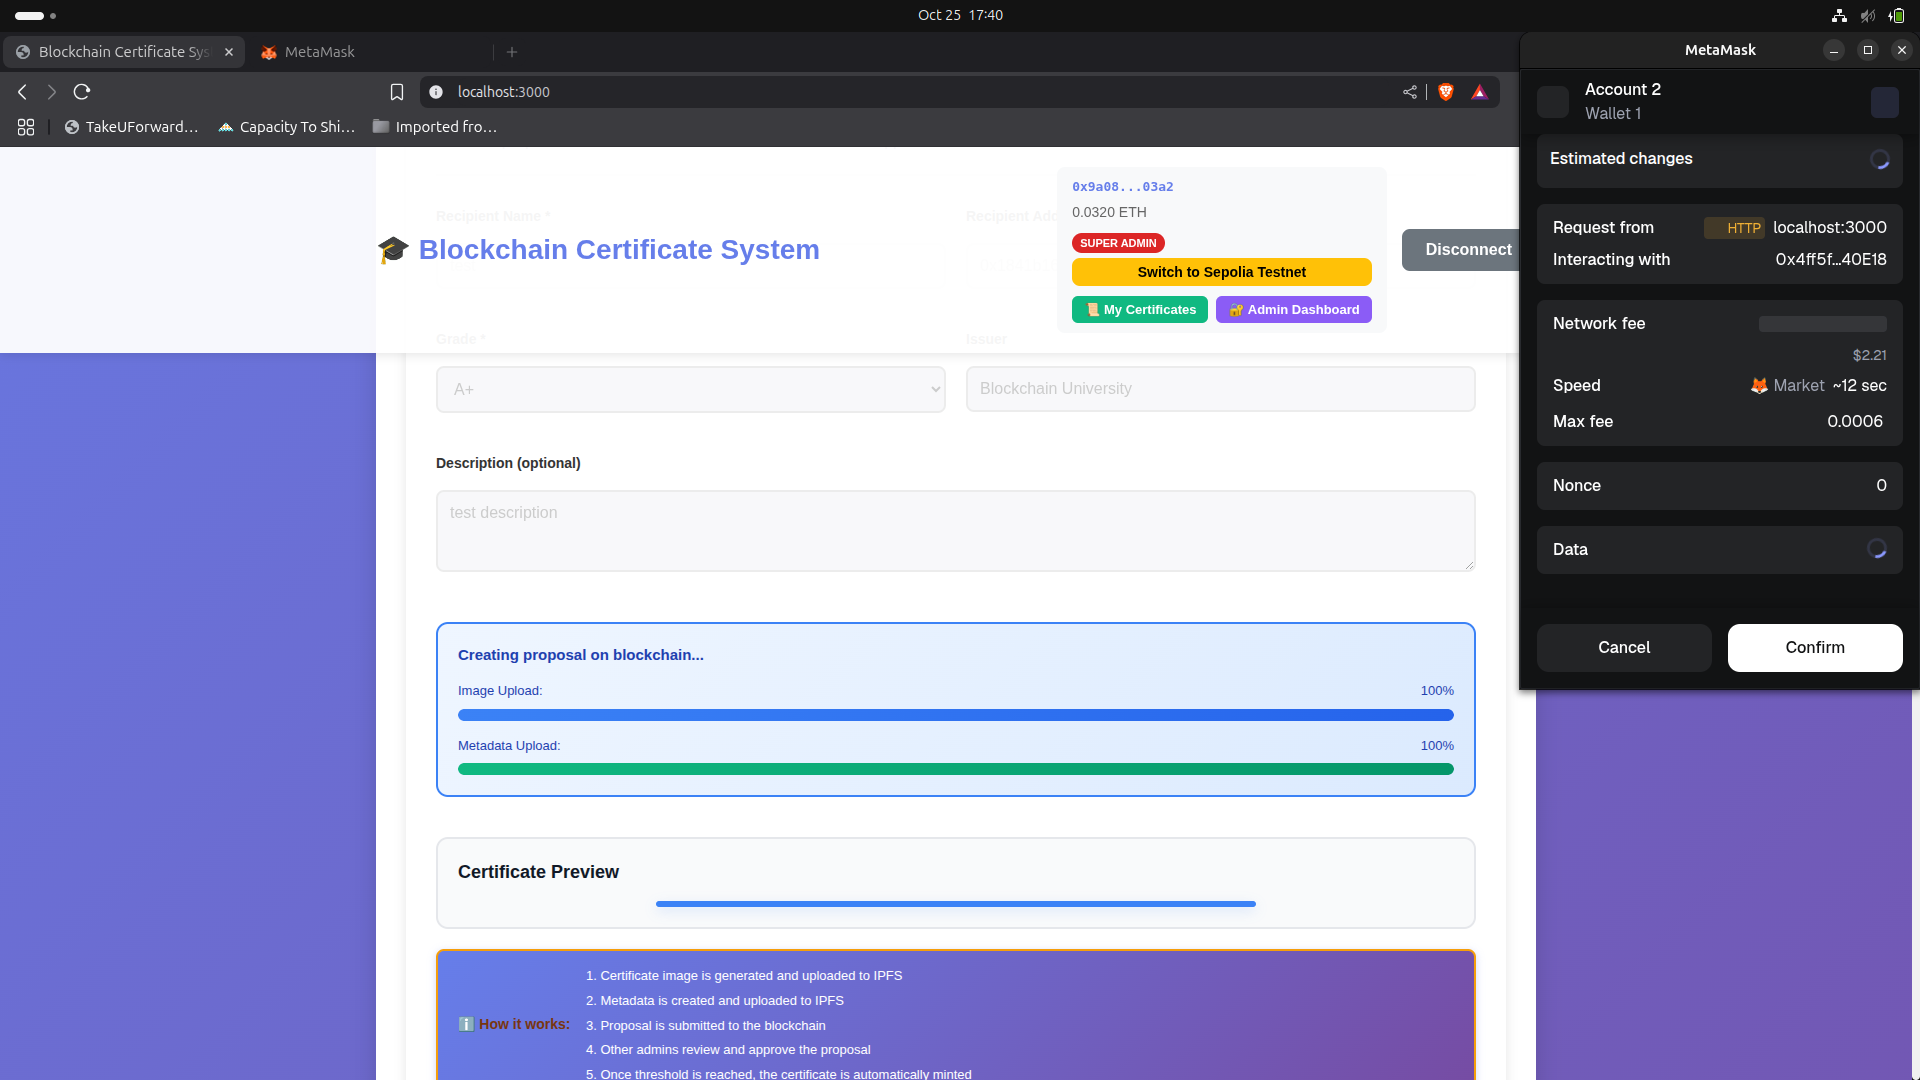 Oct 25 17:40
Blockchain Certificate Sys
MetaMask
localhost:3000
TakeUForward...
Capacity To Shi...
Imported fro...
Recipient Name *
Recipient Add
🎓 Blockchain Certificate System
0x9a08...03a2
0.0320 ETH
SUPER ADMIN
Switch to Sepolia Testnet
📜 My Certificates
🔐 Admin Dashboard
Disconnect
Grade *
Issuer
A+
Blockchain University
Description (optional)
test description
Creating proposal on blockchain...
Image Upload: 100%
Metadata Upload: 100%
Certificate Preview
ℹ️ How it works:
1. Certificate image is generated and uploaded to IPFS
2. Metadata is created and uploaded to IPFS
3. Proposal is submitted to the blockchain
4. Other admins review and approve the proposal
5. Once threshold is reached, the certificate is automatically minted
MetaMask
Account 2
Wallet 1
Estimated changes
Request from HTTP localhost:3000
Interacting with 0x4ff5f...40E18
Network fee
$2.21
Speed 🦊 Market ~12 sec
Max fee 0.0006
Nonce 0
Data
Cancel
Confirm